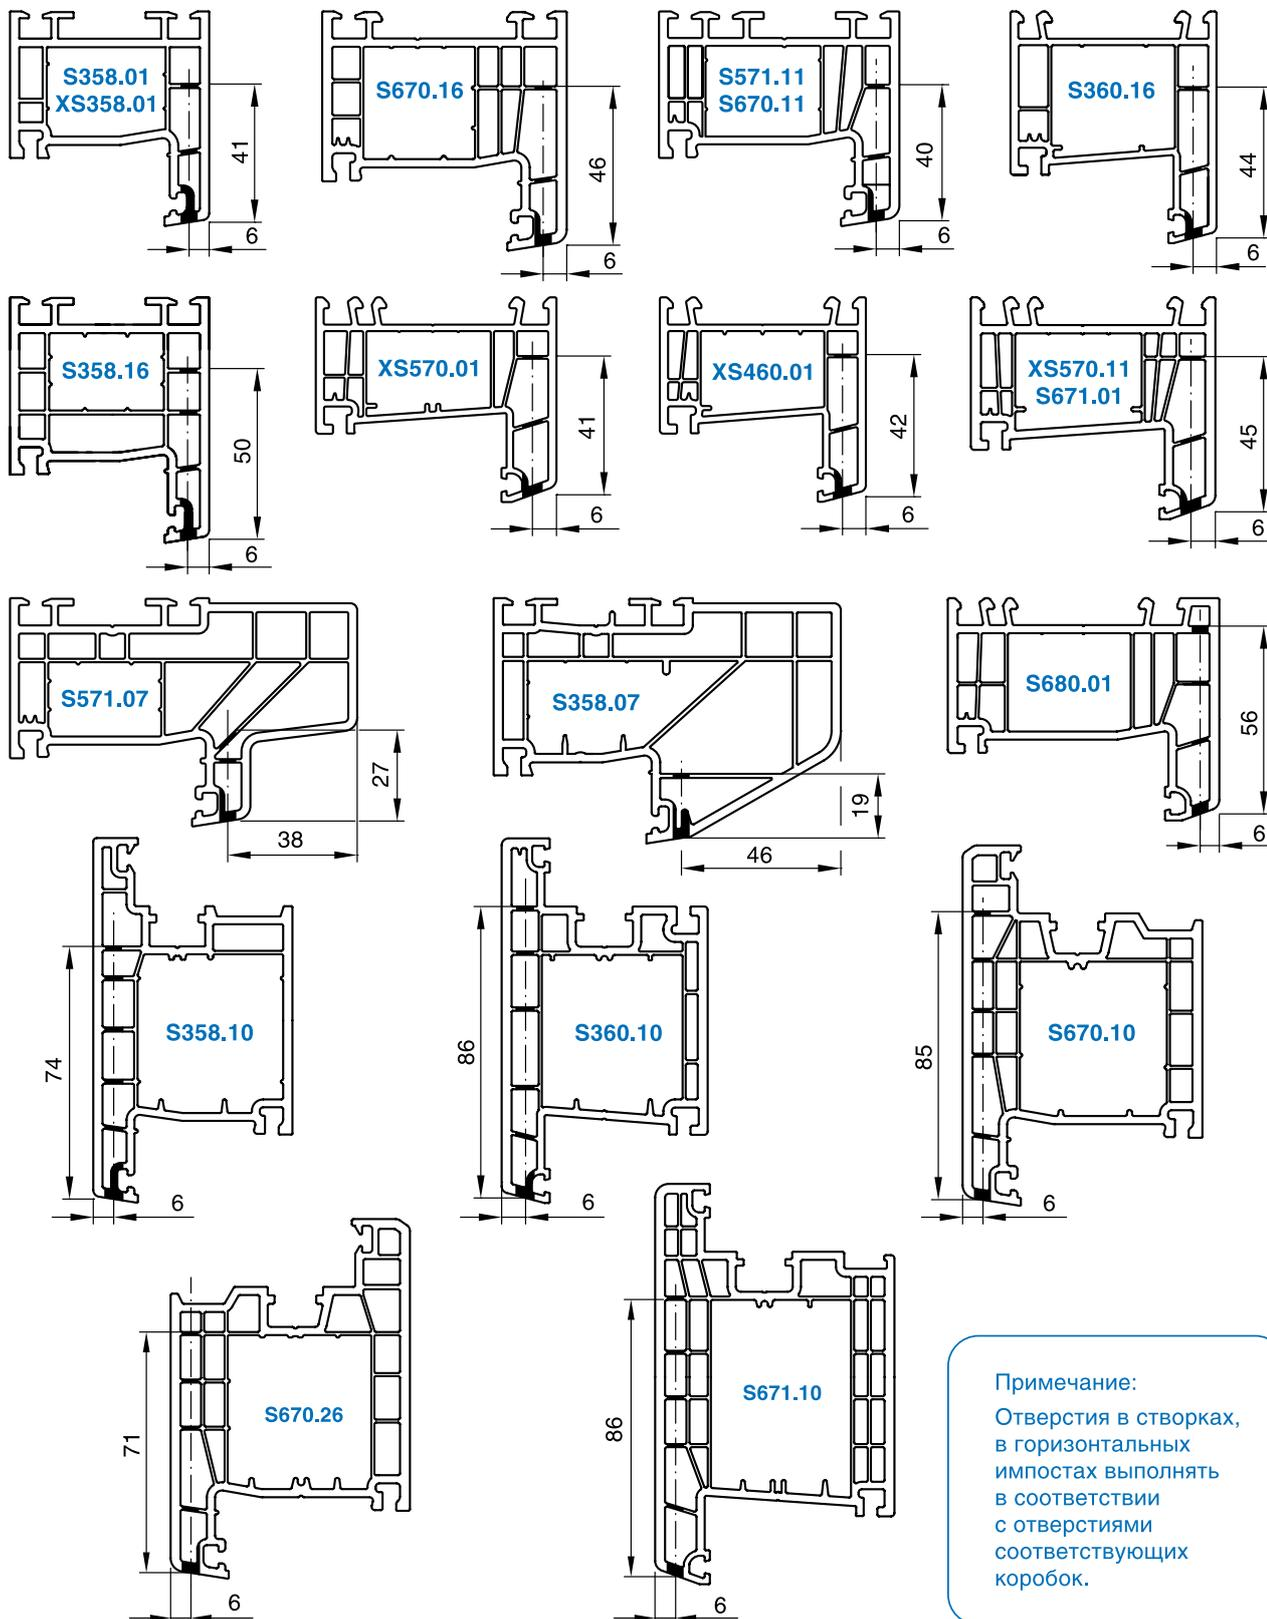 S358.01
XS358.01
41
6
S670.16
46
6
S571.11
S670.11
40
6
S360.16
44
6
S358.16
50
6
XS570.01
41
6
XS460.01
42
6
XS570.11
S671.01
45
6
S571.07
27
38
S358.07
19
46
S680.01
56
6
S358.10
74
6
S360.10
86
6
S670.10
85
6
S670.26
71
6
S671.10
86
6
Примечание:
Отверстия в створках,
в горизонтальных
импостах выполнять
в соответствии
с отверстиями
соответствующих
коробок.